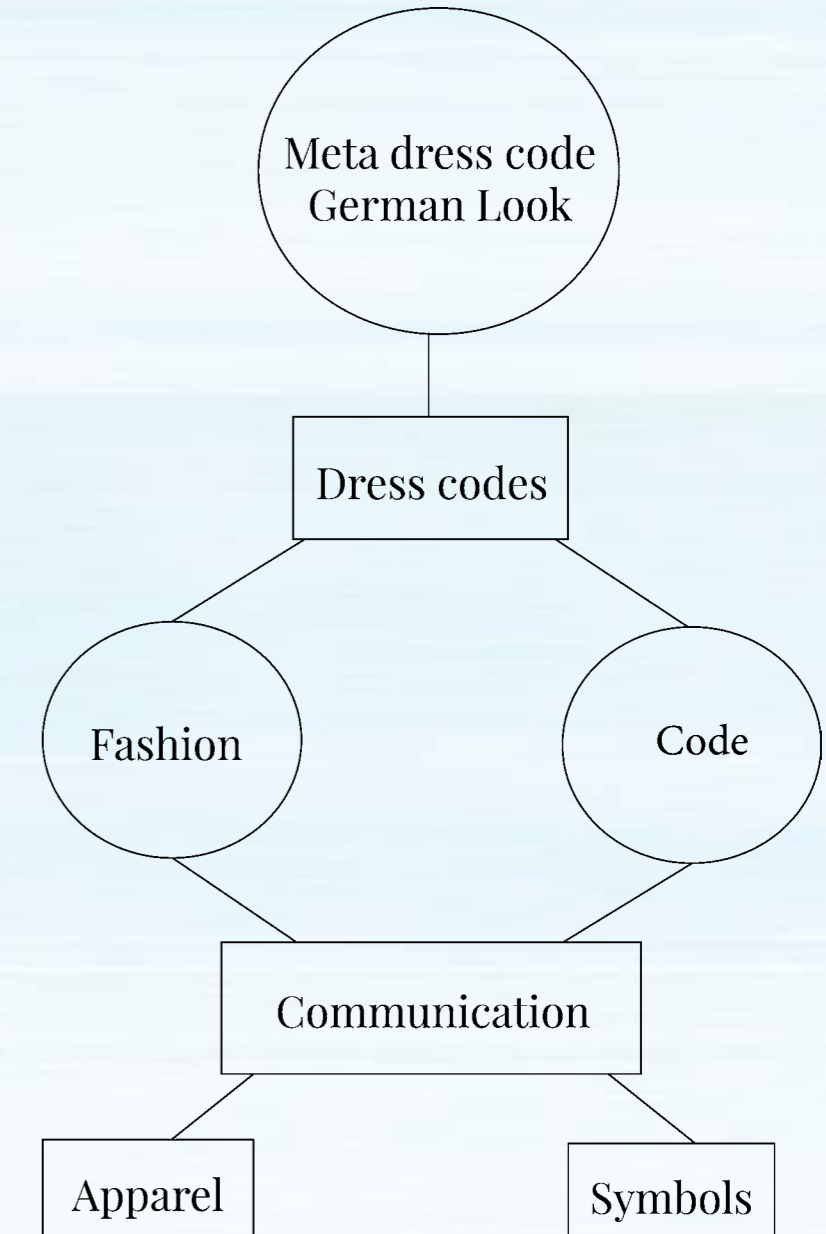 Meta dress code
German Look
Dress codes
Fashion
Code
Communication
Apparel
Symbols